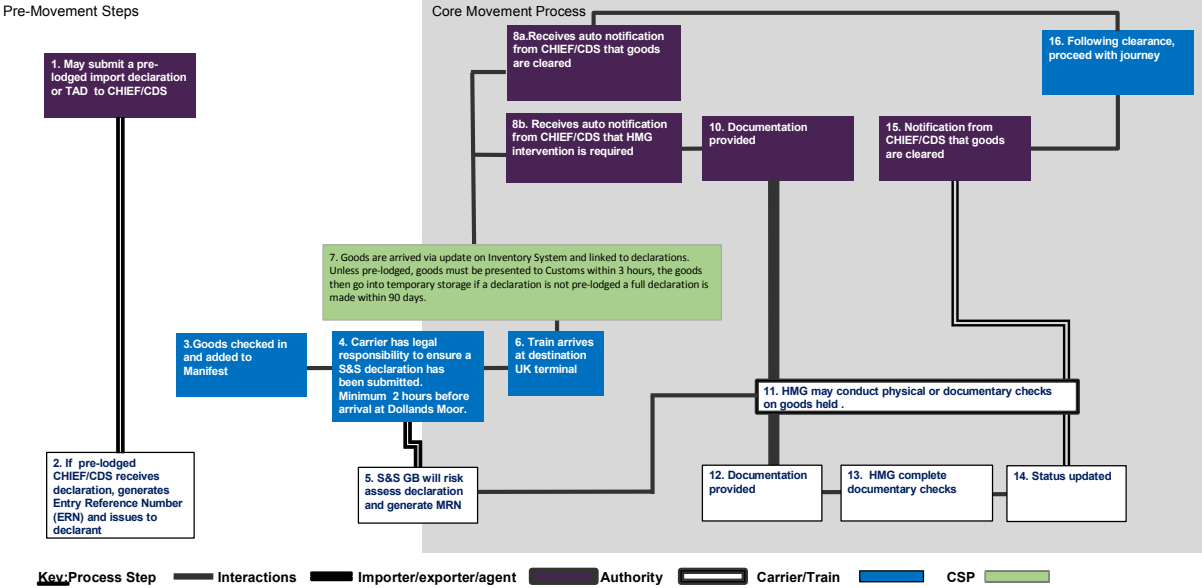 Pre-Movement Steps
Core Movement Process
1. May submit a pre-
lodged import declaration
or TAD to CHIEF/CDS
8a.Receives auto notification
from CHIEF/CDS that goods
are cleared
16. Following clearance,
proceed with journey
8b. Receives auto notification
from CHIEF/CDS that HMG
intervention is required
10. Documentation
provided
15. Notification from
CHIEF/CDS that goods
are cleared
7. Goods are arrived via update on Inventory System and linked to declarations.
Unless pre-lodged, goods must be presented to Customs within 3 hours, the goods
then go into temporary storage if a declaration is not pre-lodged a full declaration is
made within 90 days.
3.Goods checked in
and added to
Manifest
4. Carrier has legal
responsibility to ensure a
S&S declaration has
been submitted.
Minimum 2 hours before
arrival at Dollands Moor.
6. Train arrives
at destination
UK terminal
11. HMG may conduct physical or documentary checks
on goods held .
2. If pre-lodged
CHIEF/CDS receives
declaration, generates
Entry Reference Number
(ERN) and issues to
declarant
5. S&S GB will risk
assess declaration
and generate MRN
12. Documentation
provided
13. HMG complete
documentary checks
14. Status updated
Key:Process Step Interactions Importer/exporter/agent Authority Carrier/Train CSP